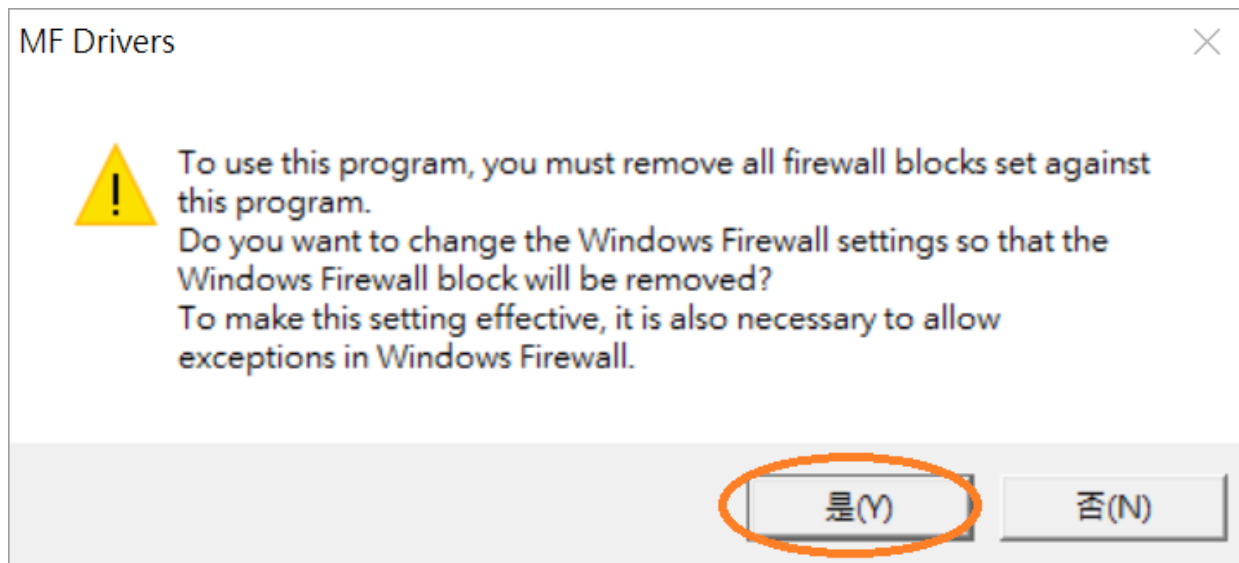 MF Drivers
To use this program, you must remove all firewall blocks set against
this program.
Do you want to change the Windows Firewall settings so that the
Windows Firewall block will be removed?
To make this setting effective, it is also necessary to allow
exceptions in Windows Firewall.
是(Y)
否(N)